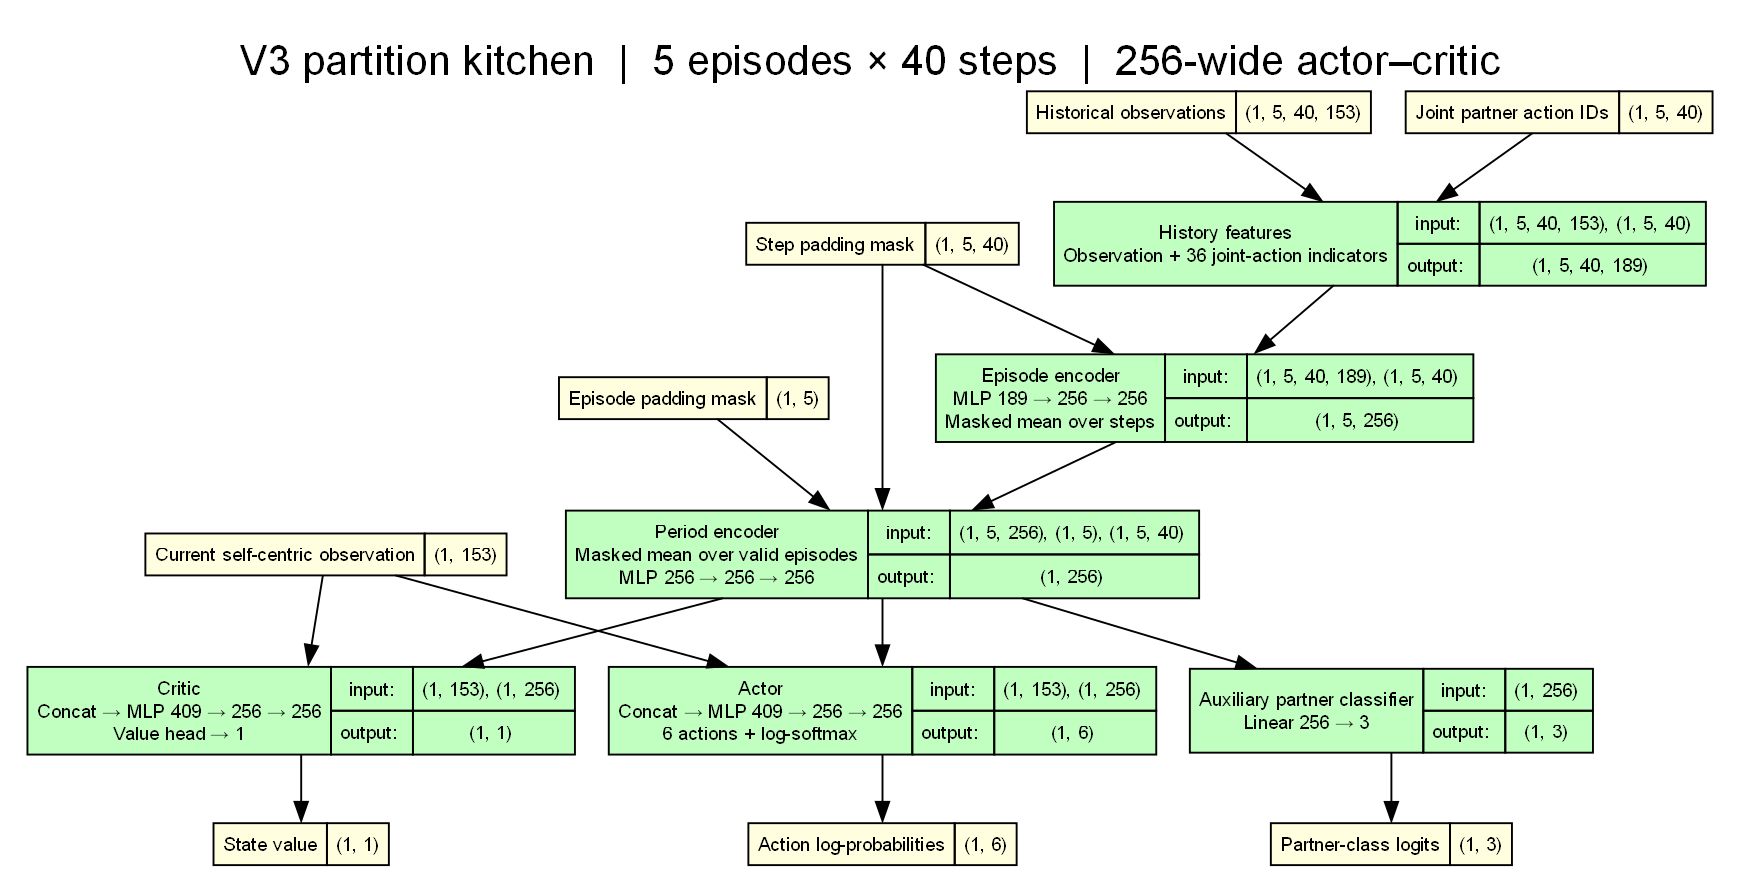 V3 partition kitchen | 5 episodes × 40 steps | 256-wide actor–critic
Historical observations (1, 5, 40, 153)
Joint partner action IDs (1, 5, 40)
History features
Observation + 36 joint-action indicators
input: (1, 5, 40, 153), (1, 5, 40)
output: (1, 5, 40, 189)
Step padding mask (1, 5, 40)
Episode encoder
MLP 189 → 256 → 256
Masked mean over steps
input: (1, 5, 40, 189), (1, 5, 40)
output: (1, 5, 256)
Episode padding mask (1, 5)
Period encoder
Masked mean over valid episodes
MLP 256 → 256 → 256
input: (1, 5, 256), (1, 5), (1, 5, 40)
output: (1, 256)
Current self-centric observation (1, 153)
Critic
Concat → MLP 409 → 256 → 256
Value head → 1
input: (1, 153), (1, 256)
output: (1, 1)
Actor
Concat → MLP 409 → 256 → 256
6 actions + log-softmax
input: (1, 153), (1, 256)
output: (1, 6)
Auxiliary partner classifier
Linear 256 → 3
input: (1, 256)
output: (1, 3)
State value (1, 1)
Action log-probabilities (1, 6)
Partner-class logits (1, 3)